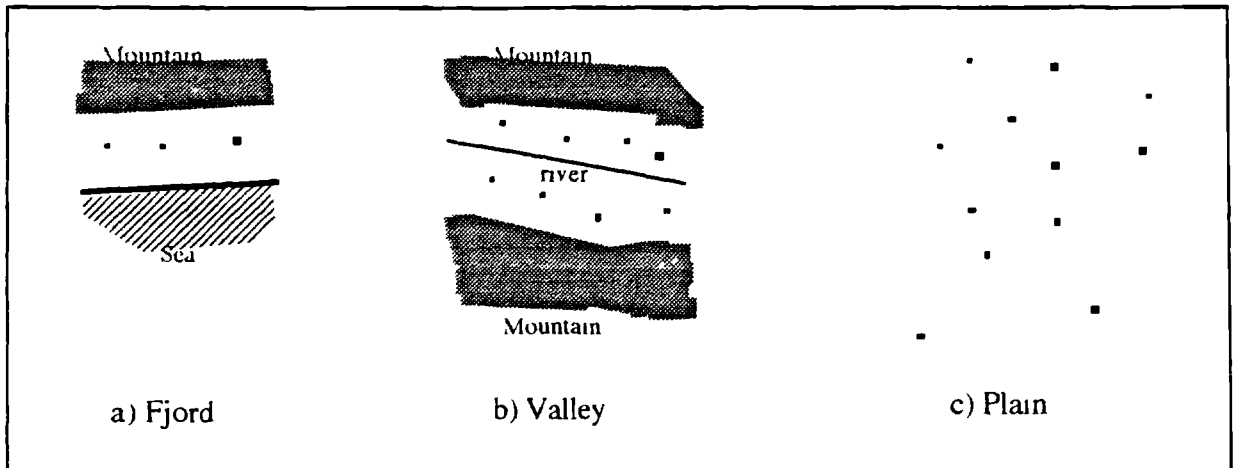 Mountain
Sea
a) Fjord
Mountain
river
Mountain
b) Valley
c) Plain